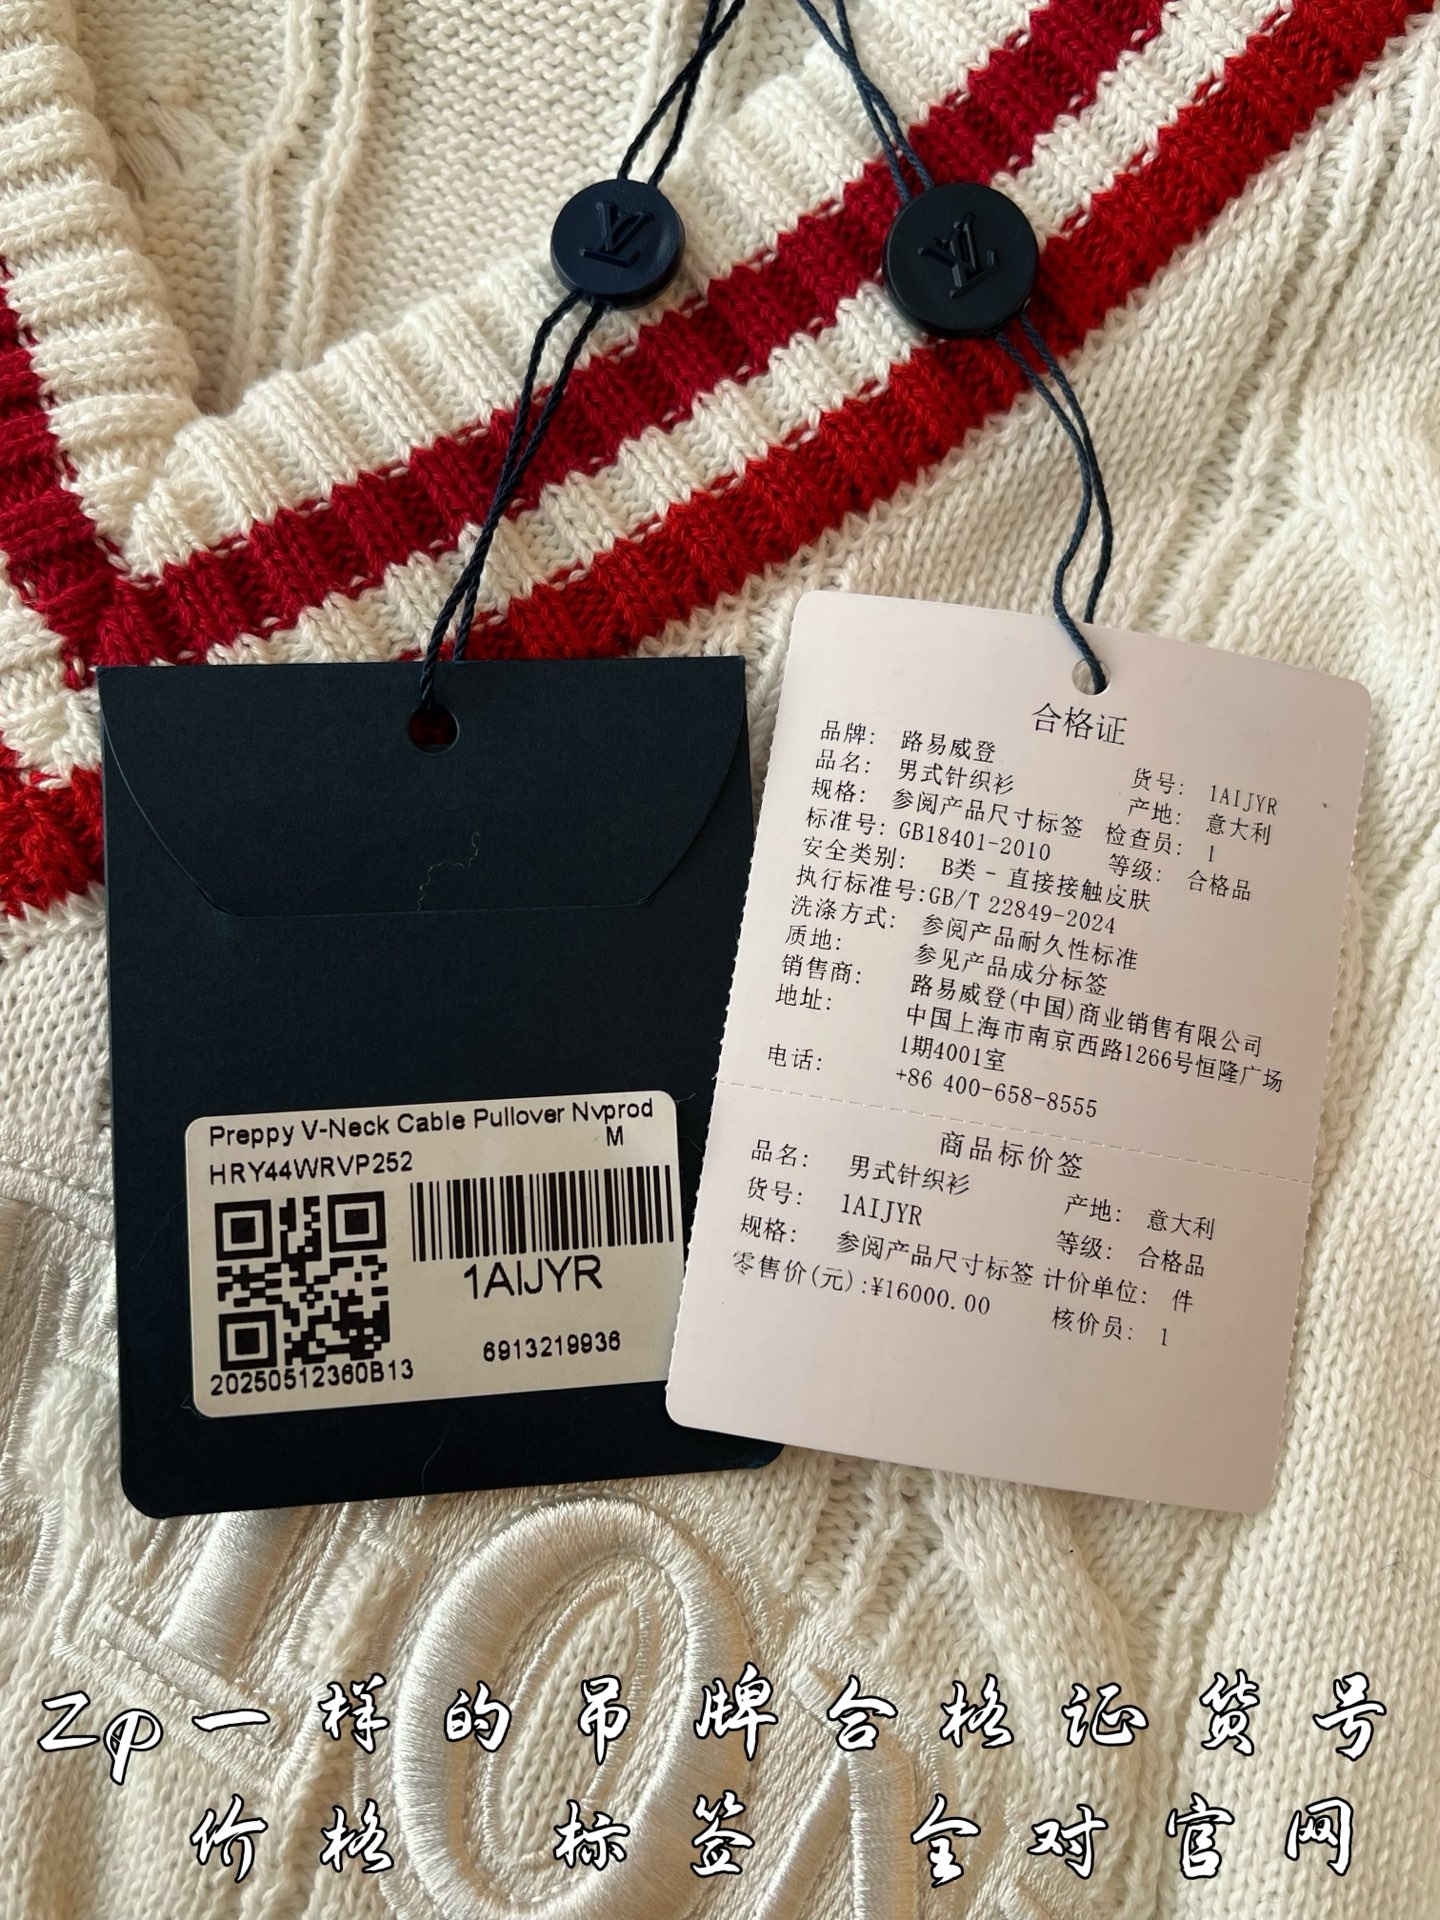 LV
LV
Preppy V-Neck Cable Pullover Nvprod
M
HRY44WRVP252
1AIJYR
6913219936
20250512360B13
合格证
品牌: 路易威登
品名: 男式针织衫 货号: 1AIJYR
规格: 参阅产品尺寸标签 产地: 意大利
标准号: GB18401-2010 检查员: 1
安全类别: B类 - 直接接触皮肤 等级: 合格品
执行标准号:GB/T 22849-2024
洗涤方式: 参阅产品耐久性标准
质地: 参见产品成分标签
销售商: 路易威登(中国)商业销售有限公司
地址: 中国上海市南京西路1266号恒隆广场
1期4001室
电话: +86 400-658-8555
商品标价签
品名: 男式针织衫
货号: 1AIJYR 产地: 意大利
规格: 参阅产品尺寸标签 等级: 合格品
零售价(元):¥16000.00 计价单位: 件
核价员: 1
Zp一样的吊牌合格证货号
价格 标签 全对官网